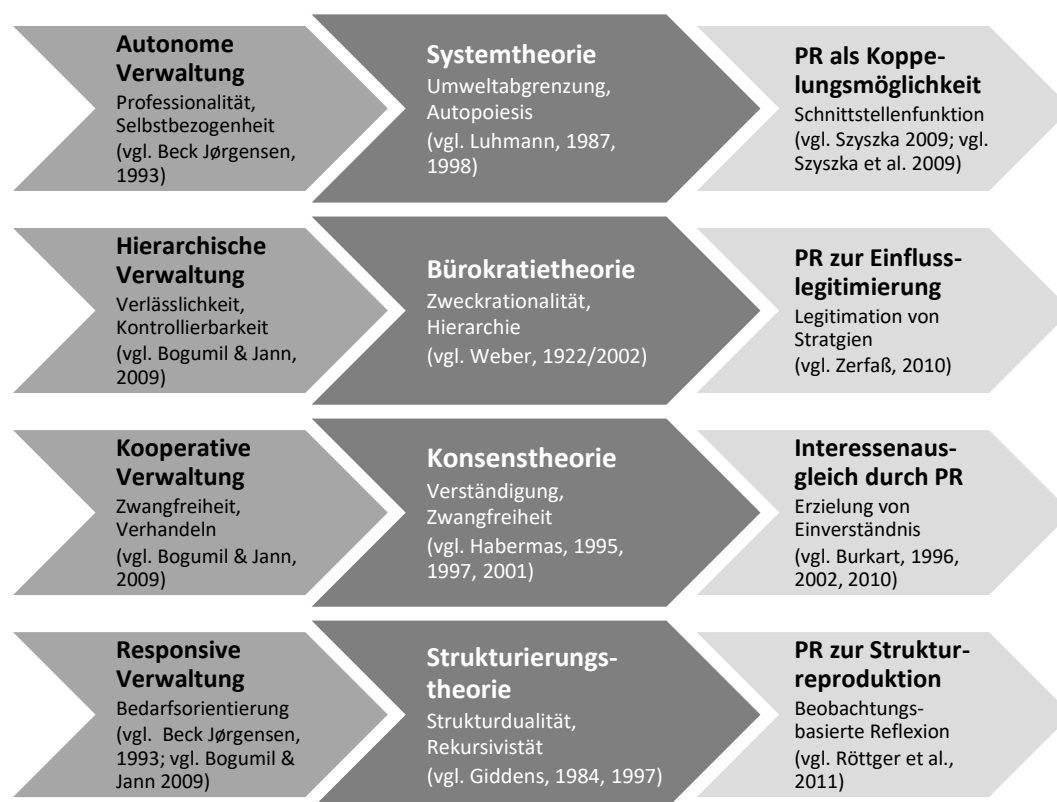 Autonome
Verwaltung
Professionalität,
Selbstbezogenheit
(vgl. Beck Jørgensen,
1993)
Systemtheorie
Umweltabgrenzung,
Autopoiesis
(vgl. Luhmann, 1987,
1998)
PR als Koppe-
lungsmöglichkeit
Schnittstellenfunktion
(vgl. Szyszka 2009; vgl.
Szyszka et al. 2009)
Hierarchische
Verwaltung
Verlässlichkeit,
Kontrollierbarkeit
(vgl. Bogumil & Jann,
2009)
Bürokratietheorie
Zweckrationalität,
Hierarchie
(vgl. Weber, 1922/2002)
PR zur Einfluss-
legitimierung
Legitimation von
Stratgien
(vgl. Zerfaß, 2010)
Kooperative
Verwaltung
Zwangfreiheit,
Verhandeln
(vgl. Bogumil & Jann,
2009)
Konsenstheorie
Verständigung,
Zwangfreiheit
(vgl. Habermas, 1995,
1997, 2001)
Interessenaus-
gleich durch PR
Erzielung von
Einverständnis
(vgl. Burkart, 1996,
2002, 2010)
Responsive
Verwaltung
Bedarfsorientierung
(vgl. Beck Jørgensen,
1993; vgl. Bogumil &
Jann 2009)
Strukturierungs-
theorie
Strukturdualität,
Rekursivistät
(vgl. Giddens, 1984, 1997)
PR zur Struktur-
reproduktion
Beobachtungs-
basierte Reflexion
(vgl. Röttger et al.,
2011)